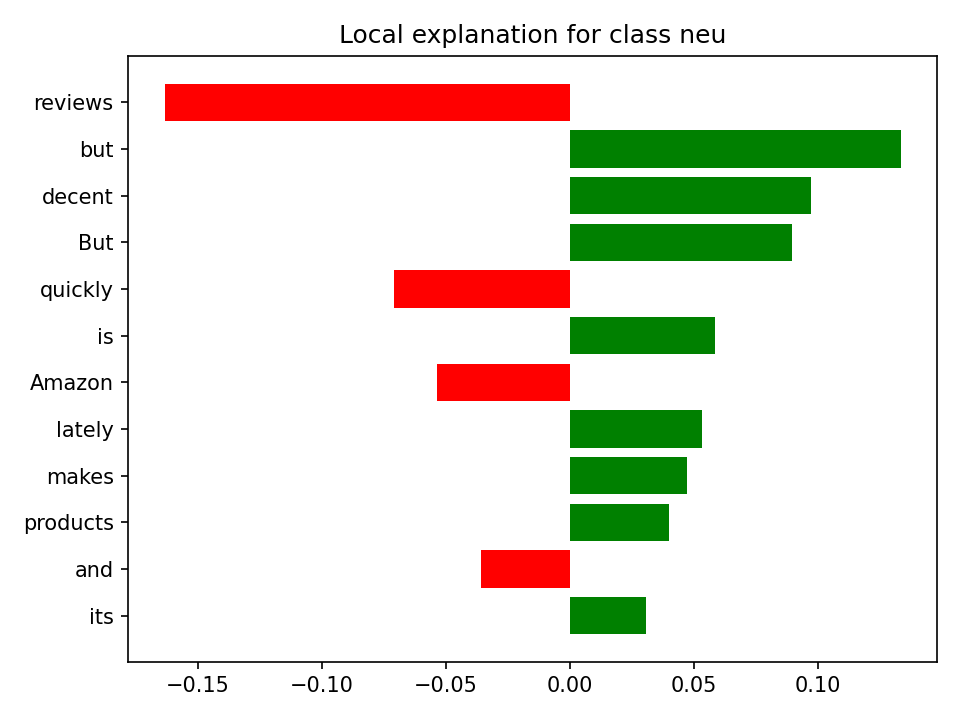 Local explanation for class neu
reviews
but
decent
But
quickly
is
Amazon
lately
makes
products
and
its
−0.15 −0.10 −0.05 0.00 0.05 0.10